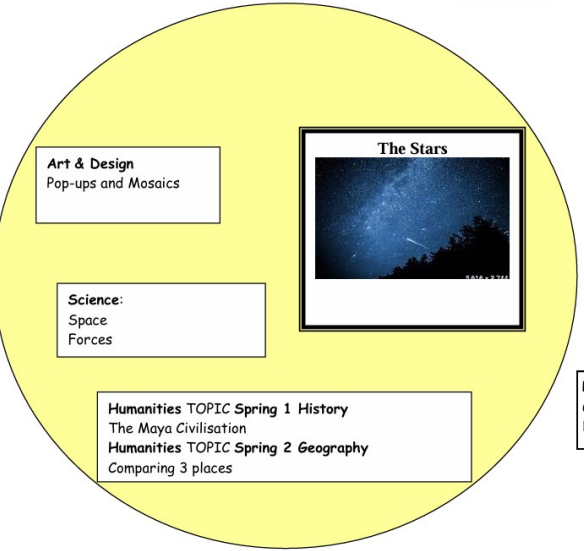 The Stars
Art & Design
Pop-ups and Mosaics
Science:
Space
Forces
Humanities TOPIC Spring 1 History
The Maya Civilisation
Humanities TOPIC Spring 2 Geography
Comparing 3 places